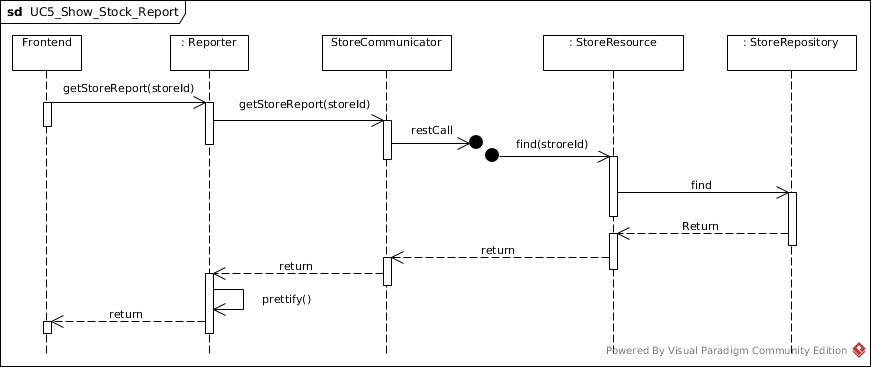 sd UC5_Show_Stock_Report
Frontend
: Reporter
StoreCommunicator
: StoreResource
: StoreRepository
getStoreReport(storeId)
getStoreReport(storeId)
restCall
find(stroreId)
find
Return
return
return
prettify()
return
Powered By Visual Paradigm Community Edition